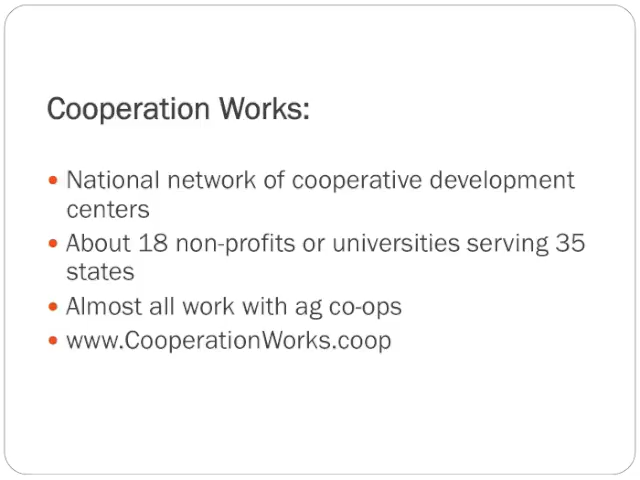 Cooperation Works:
• National network of cooperative development
centers
• About 18 non-profits or universities serving 35
states
• Almost all work with ag co-ops
• www.CooperationWorks.coop